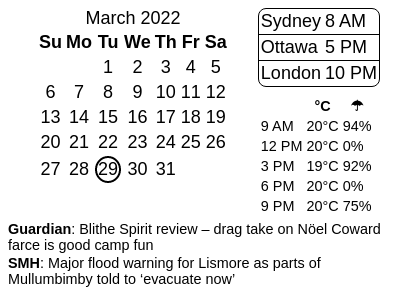 March 2022
Su Mo Tu We Th Fr Sa
1 2 3 4 5
6 7 8 9 10 11 12
13 14 15 16 17 18 19
20 21 22 23 24 25 26
27 28 29 30 31
Sydney 8 AM
Ottawa 5 PM
London 10 PM
°C ☂
9 AM 20°C 94%
12 PM 20°C 0%
3 PM 19°C 92%
6 PM 20°C 0%
9 PM 20°C 75%
Guardian: Blithe Spirit review – drag take on Nöel Coward
farce is good camp fun
SMH: Major flood warning for Lismore as parts of
Mullumbimby told to ‘evacuate now’